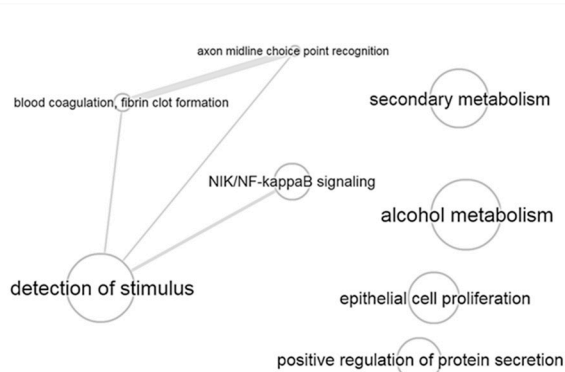 axon midline choice point recognition
blood coagulation, fibrin clot formation
secondary metabolism
NIK/NF-kappaB signaling
alcohol metabolism
detection of stimulus
epithelial cell proliferation
positive regulation of protein secretion